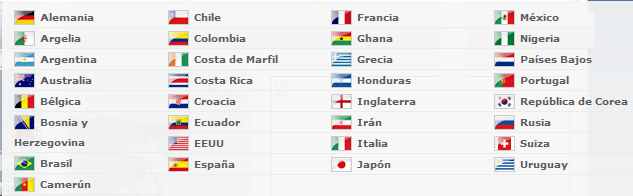 Alemania
Argelia
Argentina
Australia
Bélgica
Bosnia y
Herzegovina
Brasil
Camerún
Chile
Colombia
Costa de Marfil
Costa Rica
Croacia
Ecuador
EEUU
España
Francia
Ghana
Grecia
Honduras
Inglaterra
Irán
Italia
Japón
México
Nigeria
Países Bajos
Portugal
República de Corea
Rusia
Suiza
Uruguay